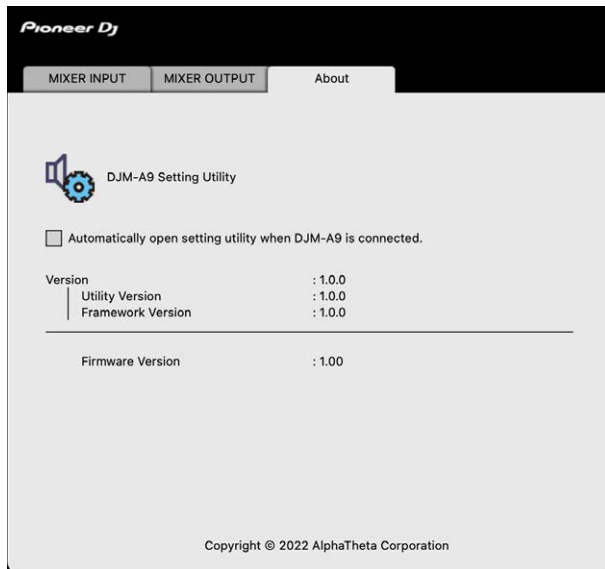 Pioneer Dj
MIXER INPUT MIXER OUTPUT About
DJM-A9 Setting Utility
Automatically open setting utility when DJM-A9 is connected.
Version : 1.0.0
Utility Version : 1.0.0
Framework Version : 1.0.0
Firmware Version : 1.00
Copyright © 2022 AlphaTheta Corporation